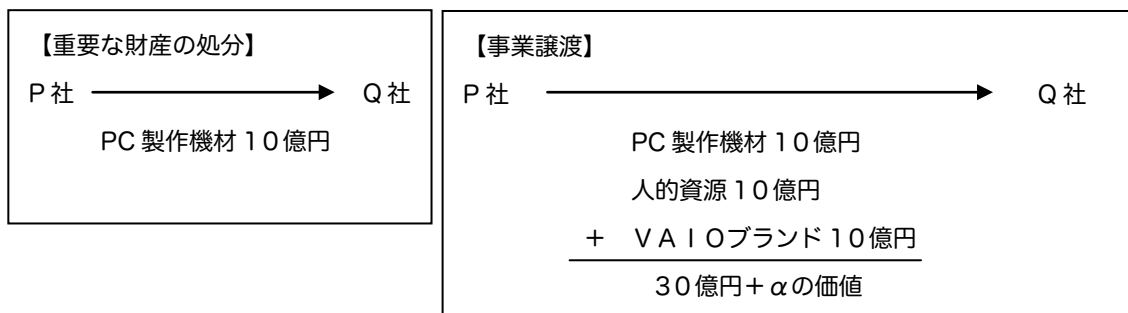 【重要な財産の処分】
P社 Q社
PC製作機材10億円
【事業譲渡】
P社 Q社
PC製作機材10億円
人的資源10億円
+ VAIOブランド10億円
30億円+αの価値